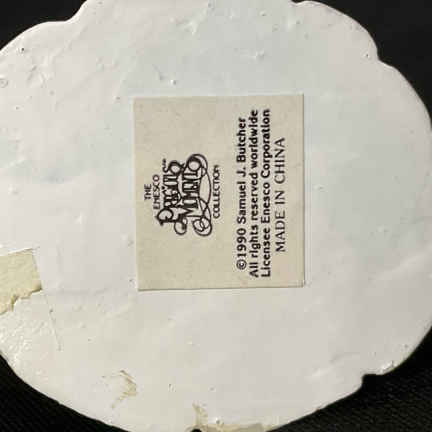 THE
ENESCO
PRECIOUS
MOMENTS
COLLECTION
©1990 Samuel J. Butcher
All rights reserved worldwide
Licensee Enesco Corporation
MADE IN CHINA